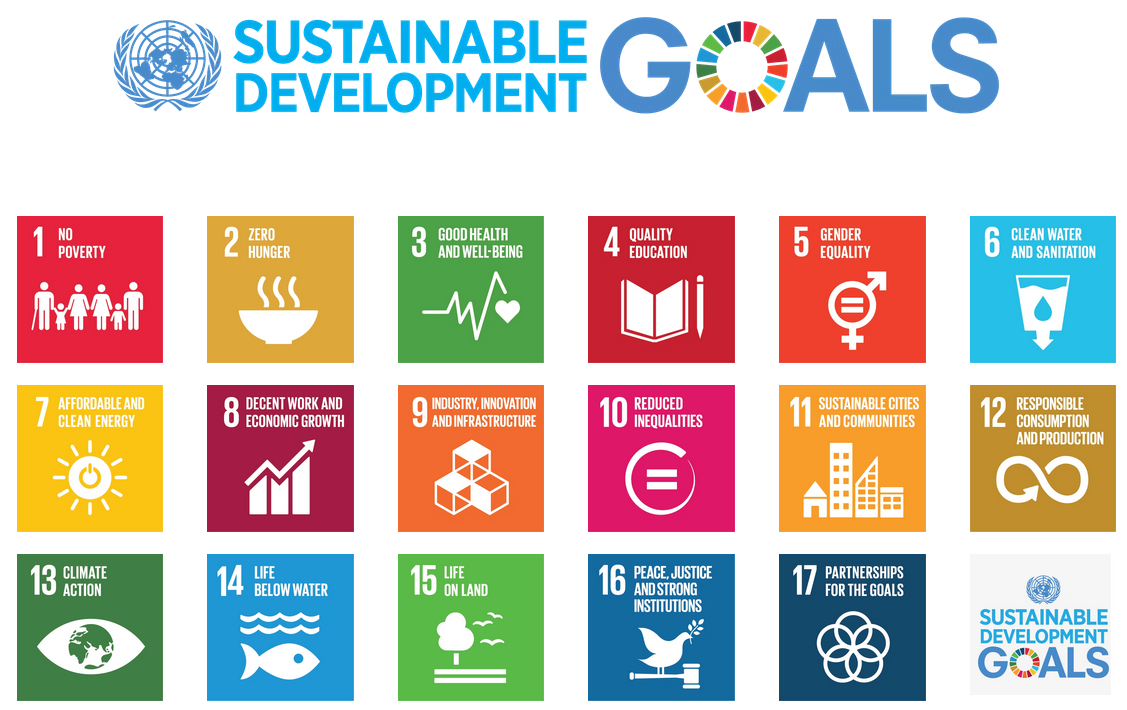 SUSTAINABLE
DEVELOPMENT
GOALS
1 NO
POVERTY
2 ZERO
HUNGER
3 GOOD HEALTH
AND WELL-BEING
4 QUALITY
EDUCATION
5 GENDER
EQUALITY
6 CLEAN WATER
AND SANITATION
7 AFFORDABLE AND
CLEAN ENERGY
8 DECENT WORK AND
ECONOMIC GROWTH
9 INDUSTRY, INNOVATION
AND INFRASTRUCTURE
10 REDUCED
INEQUALITIES
11 SUSTAINABLE CITIES
AND COMMUNITIES
12 RESPONSIBLE
CONSUMPTION
AND PRODUCTION
13 CLIMATE
ACTION
14 LIFE
BELOW WATER
15 LIFE
ON LAND
16 PEACE, JUSTICE
AND STRONG
INSTITUTIONS
17 PARTNERSHIPS
FOR THE GOALS
SUSTAINABLE
DEVELOPMENT
GOALS